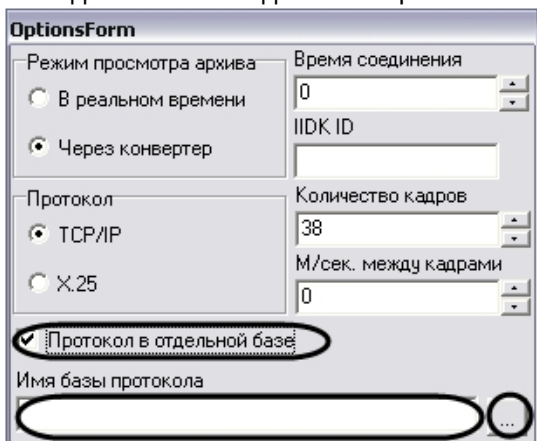 OptionsForm
Режим просмотра архива
В реальном времени
Через конвертер
Время соединения
0
IIDK ID
Протокол
TCP/IP
X.25
Количество кадров
38
М/сек. между кадрами
0
Протокол в отдельной базе
Имя базы протокола
...